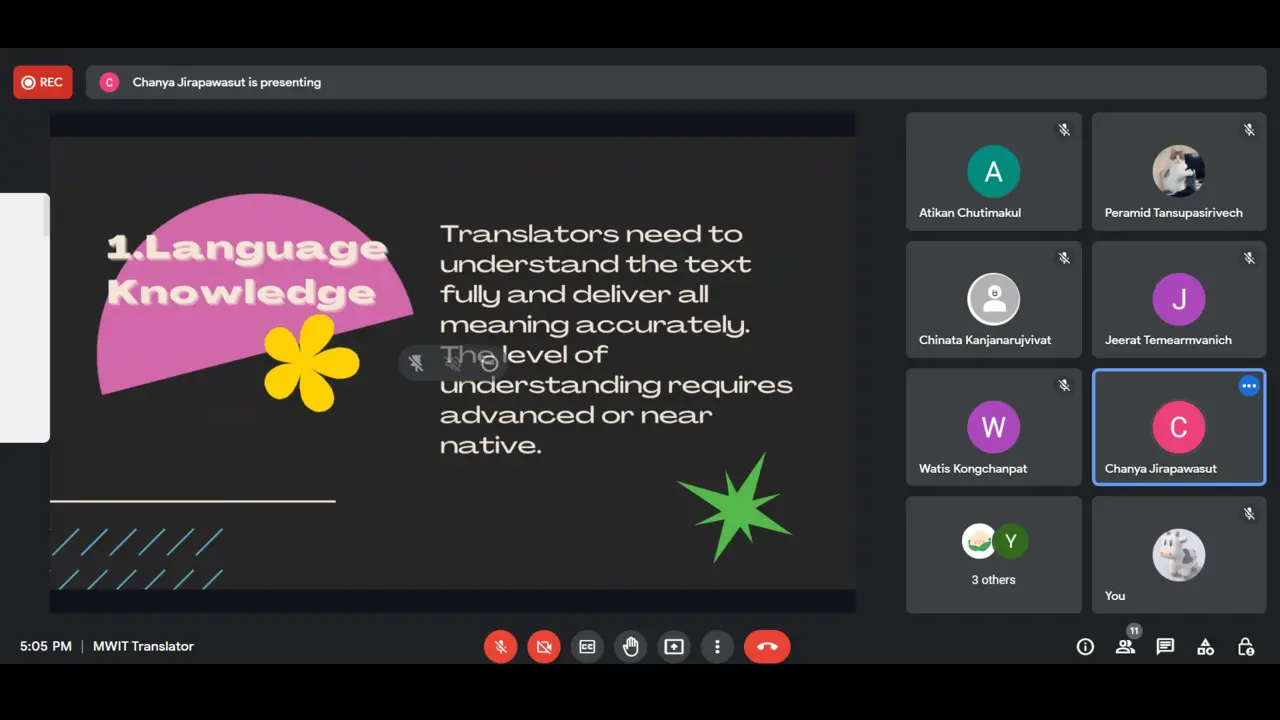 REC
C
Chanya Jirapawasut is presenting
1.Language
Knowledge
Translators need to
understand the text
fully and deliver all
meaning accurately.
The level of
understanding requires
advanced or near
native.
A
Atikan Chutimakul
Peramid Tansupasirivech
Chinata Kanjanarujvivat
J
Jeerat Temearmvanich
W
Watis Kongchanpat
C
Chanya Jirapawasut
Y
3 others
You
5:05 PM | MWIT Translator
CC
11